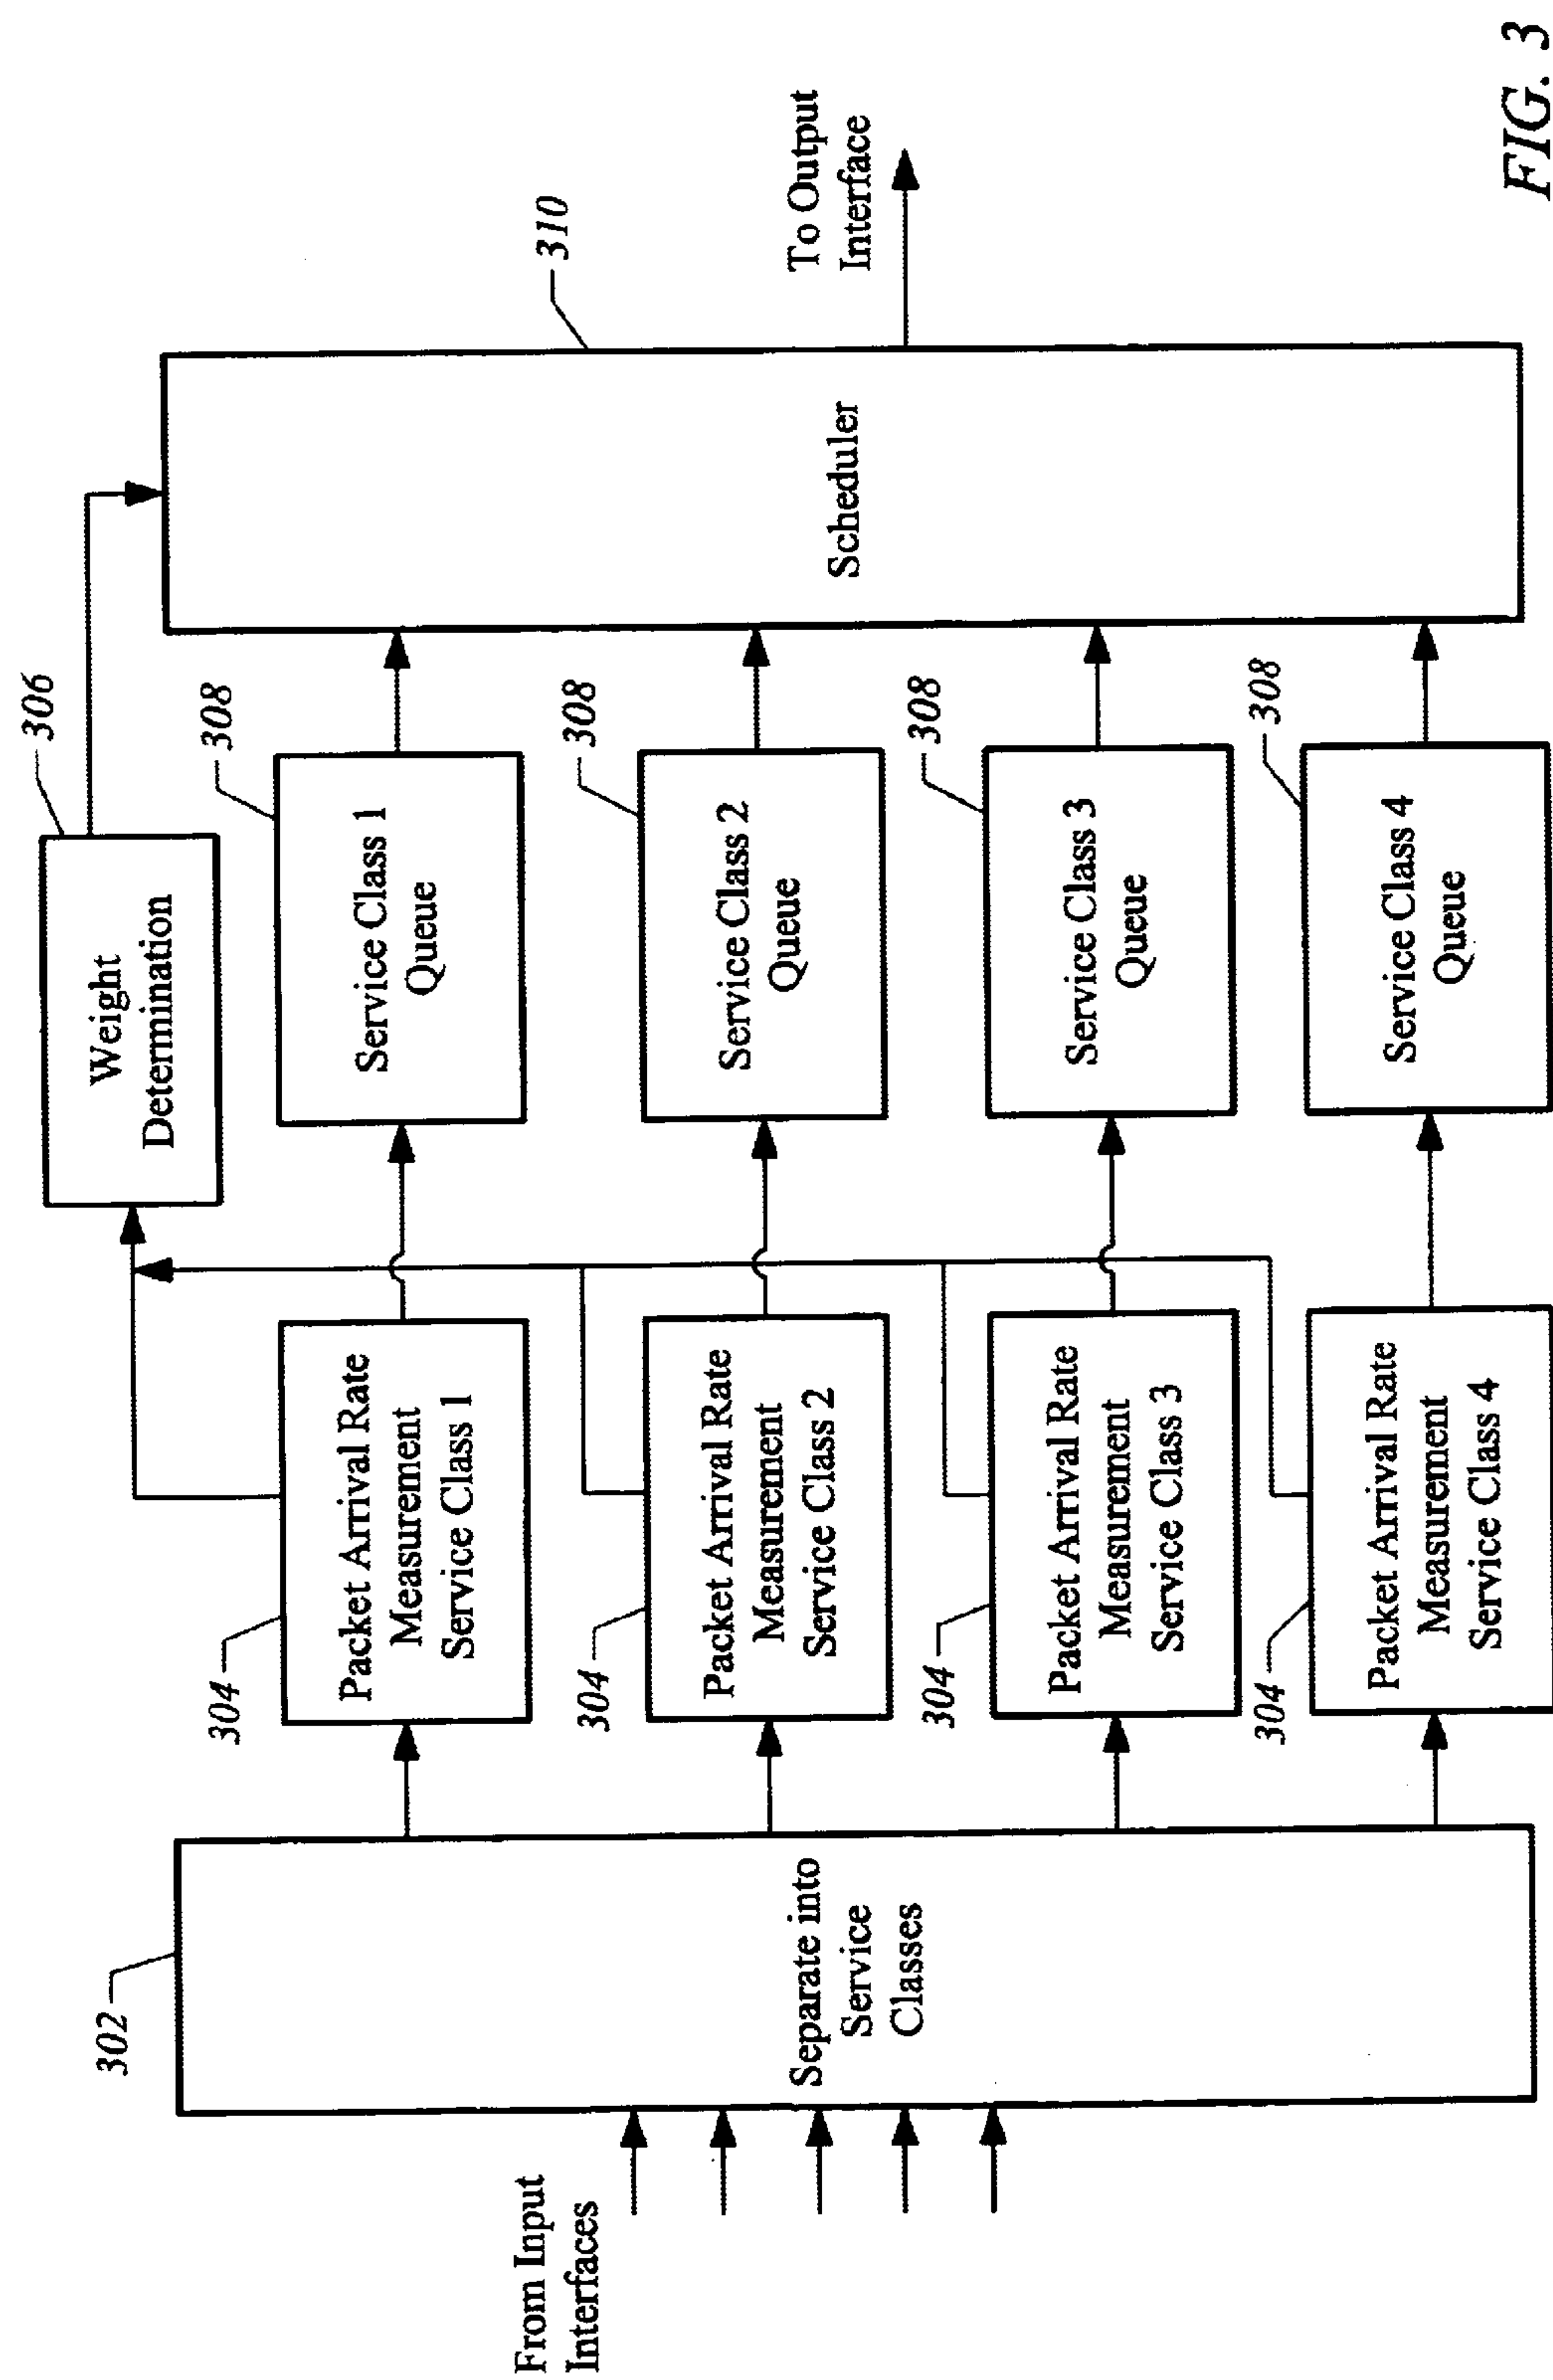 From Input
Interfaces
302
Separate into
Service
Classes
304
Packet Arrival Rate
Measurement
Service Class 1
304
Packet Arrival Rate
Measurement
Service Class 2
304
Packet Arrival Rate
Measurement
Service Class 3
304
Packet Arrival Rate
Measurement
Service Class 4
306
Weight
Determination
308
Service Class 1
Queue
308
Service Class 2
Queue
308
Service Class 3
Queue
308
Service Class 4
Queue
310
Scheduler
To Output
Interface
FIG. 3